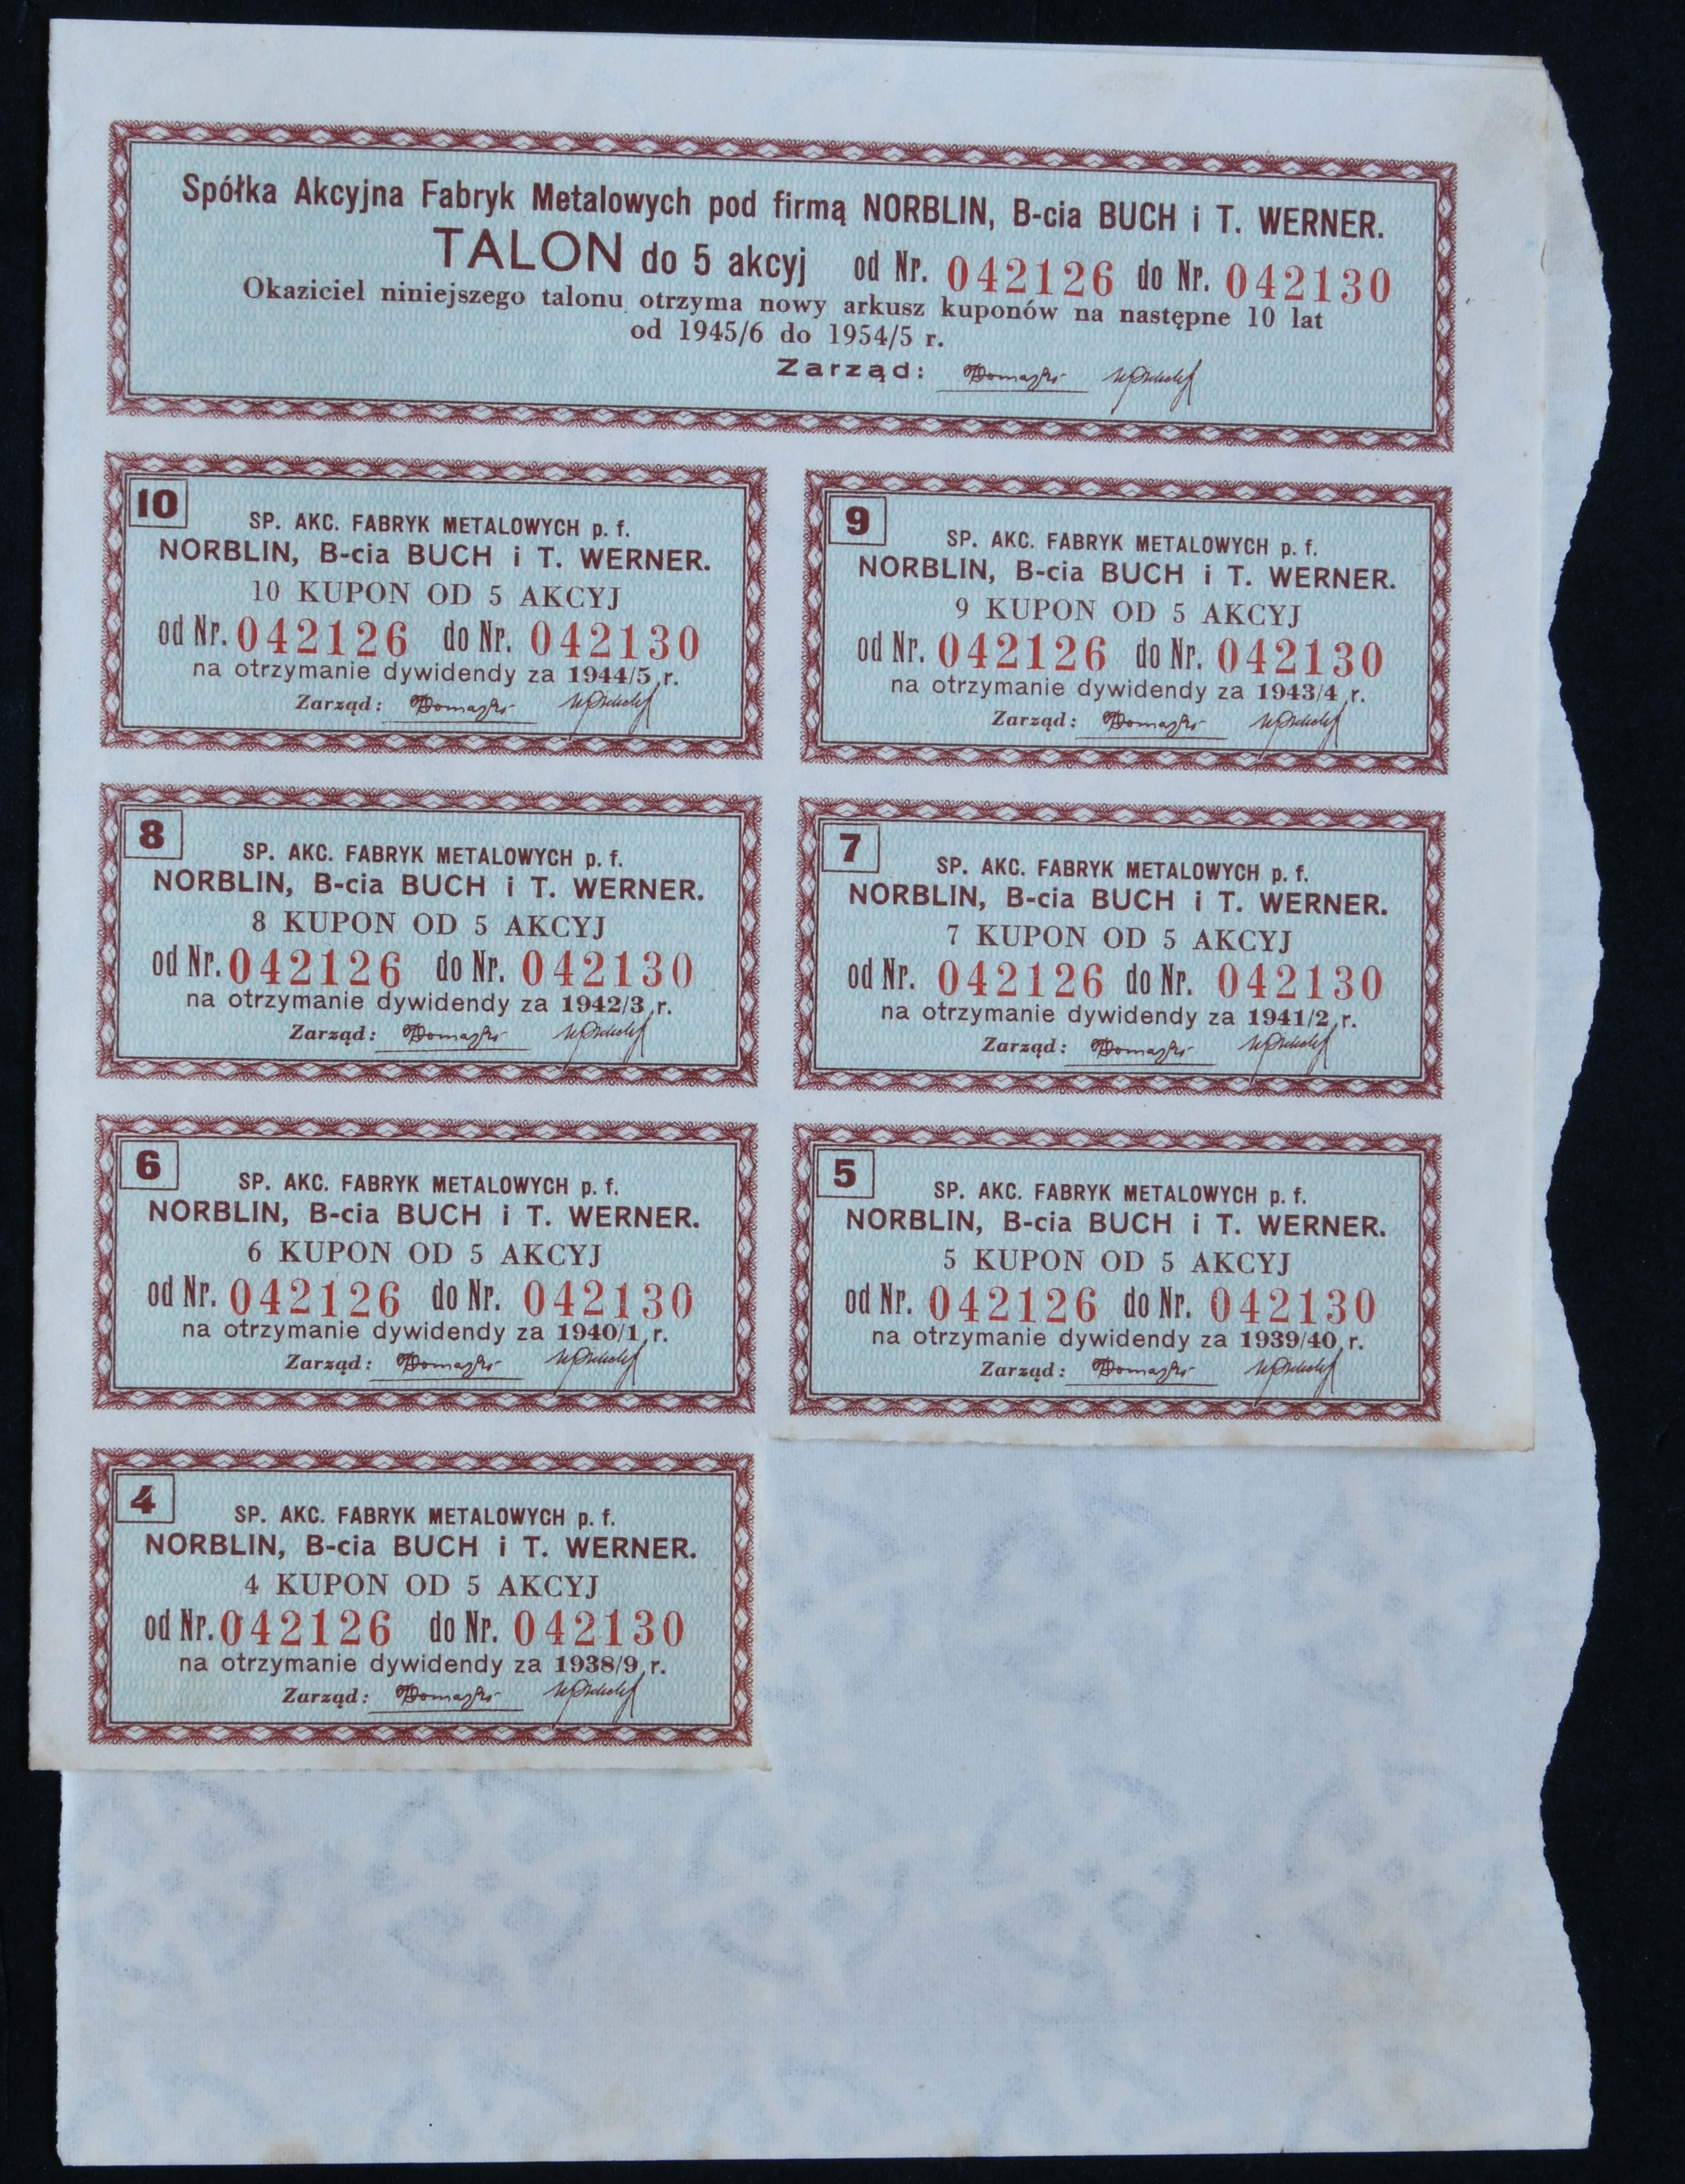 Spółka Akcyjna Fabryk Metalowych pod firmą NORBLIN, B-cia BUCH i T. WERNER.
TALON do 5 akcyj od Nr. 042126 do Nr. 042130
Okaziciel niniejszego talonu otrzyma nowy arkusz kuponów na następne 10 lat
od 1945/6 do 1954/5 r.
Zarząd:
10
SP. AKC. FABRYK METALOWYCH p. f.
NORBLIN, B-cia BUCH i T. WERNER.
10 KUPON OD 5 AKCYJ
od Nr. 042126 do Nr. 042130
na otrzymanie dywidendy za 1944/5 r.
Zarząd:
9
SP. AKC. FABRYK METALOWYCH p. f.
NORBLIN, B-cia BUCH i T. WERNER.
9 KUPON OD 5 AKCYJ
od Nr. 042126 do Nr. 042130
na otrzymanie dywidendy za 1943/4 r.
Zarząd:
8
SP. AKC. FABRYK METALOWYCH p. f.
NORBLIN, B-cia BUCH i T. WERNER.
8 KUPON OD 5 AKCYJ
od Nr. 042126 do Nr. 042130
na otrzymanie dywidendy za 1942/3 r.
Zarząd:
7
SP. AKC. FABRYK METALOWYCH p. f.
NORBLIN, B-cia BUCH i T. WERNER.
7 KUPON OD 5 AKCYJ
od Nr. 042126 do Nr. 042130
na otrzymanie dywidendy za 1941/2 r.
Zarząd:
6
SP. AKC. FABRYK METALOWYCH p. f.
NORBLIN, B-cia BUCH i T. WERNER.
6 KUPON OD 5 AKCYJ
od Nr. 042126 do Nr. 042130
na otrzymanie dywidendy za 1940/1 r.
Zarząd:
5
SP. AKC. FABRYK METALOWYCH p. f.
NORBLIN, B-cia BUCH i T. WERNER.
5 KUPON OD 5 AKCYJ
od Nr. 042126 do Nr. 042130
na otrzymanie dywidendy za 1939/40 r.
Zarząd:
4
SP. AKC. FABRYK METALOWYCH p. f.
NORBLIN, B-cia BUCH i T. WERNER.
4 KUPON OD 5 AKCYJ
od Nr. 042126 do Nr. 042130
na otrzymanie dywidendy za 1938/9 r.
Zarząd: